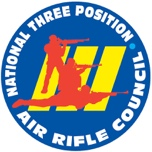 NATIONAL THREE POSITION
AIR RIFLE COUNCIL